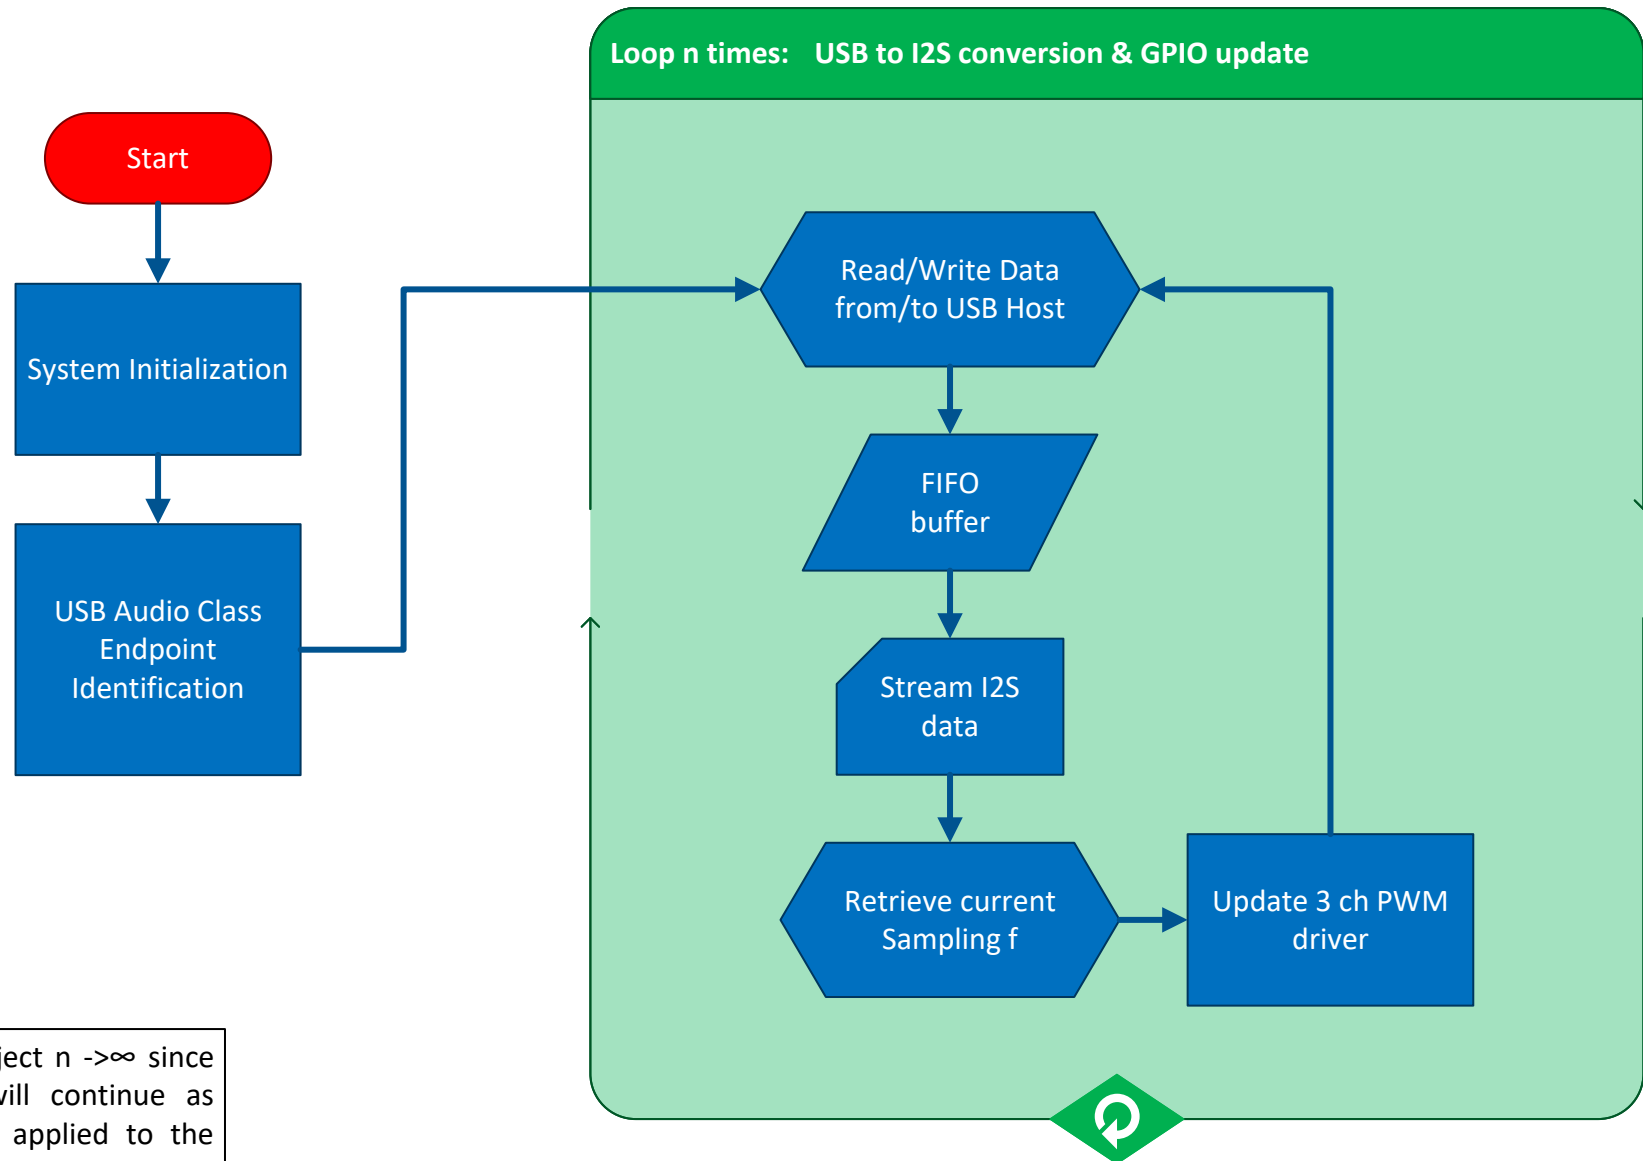 Loop n times: USB to I2S conversion & GPIO update
Start
System Initialization
USB Audio Class
Endpoint
Identification
Read/Write Data
from/to USB Host
FIFO
buffer
Stream I2S
data
Retrieve current
Sampling f
Update 3 ch PWM
driver
n ->∞ since
will continue as
applied to the